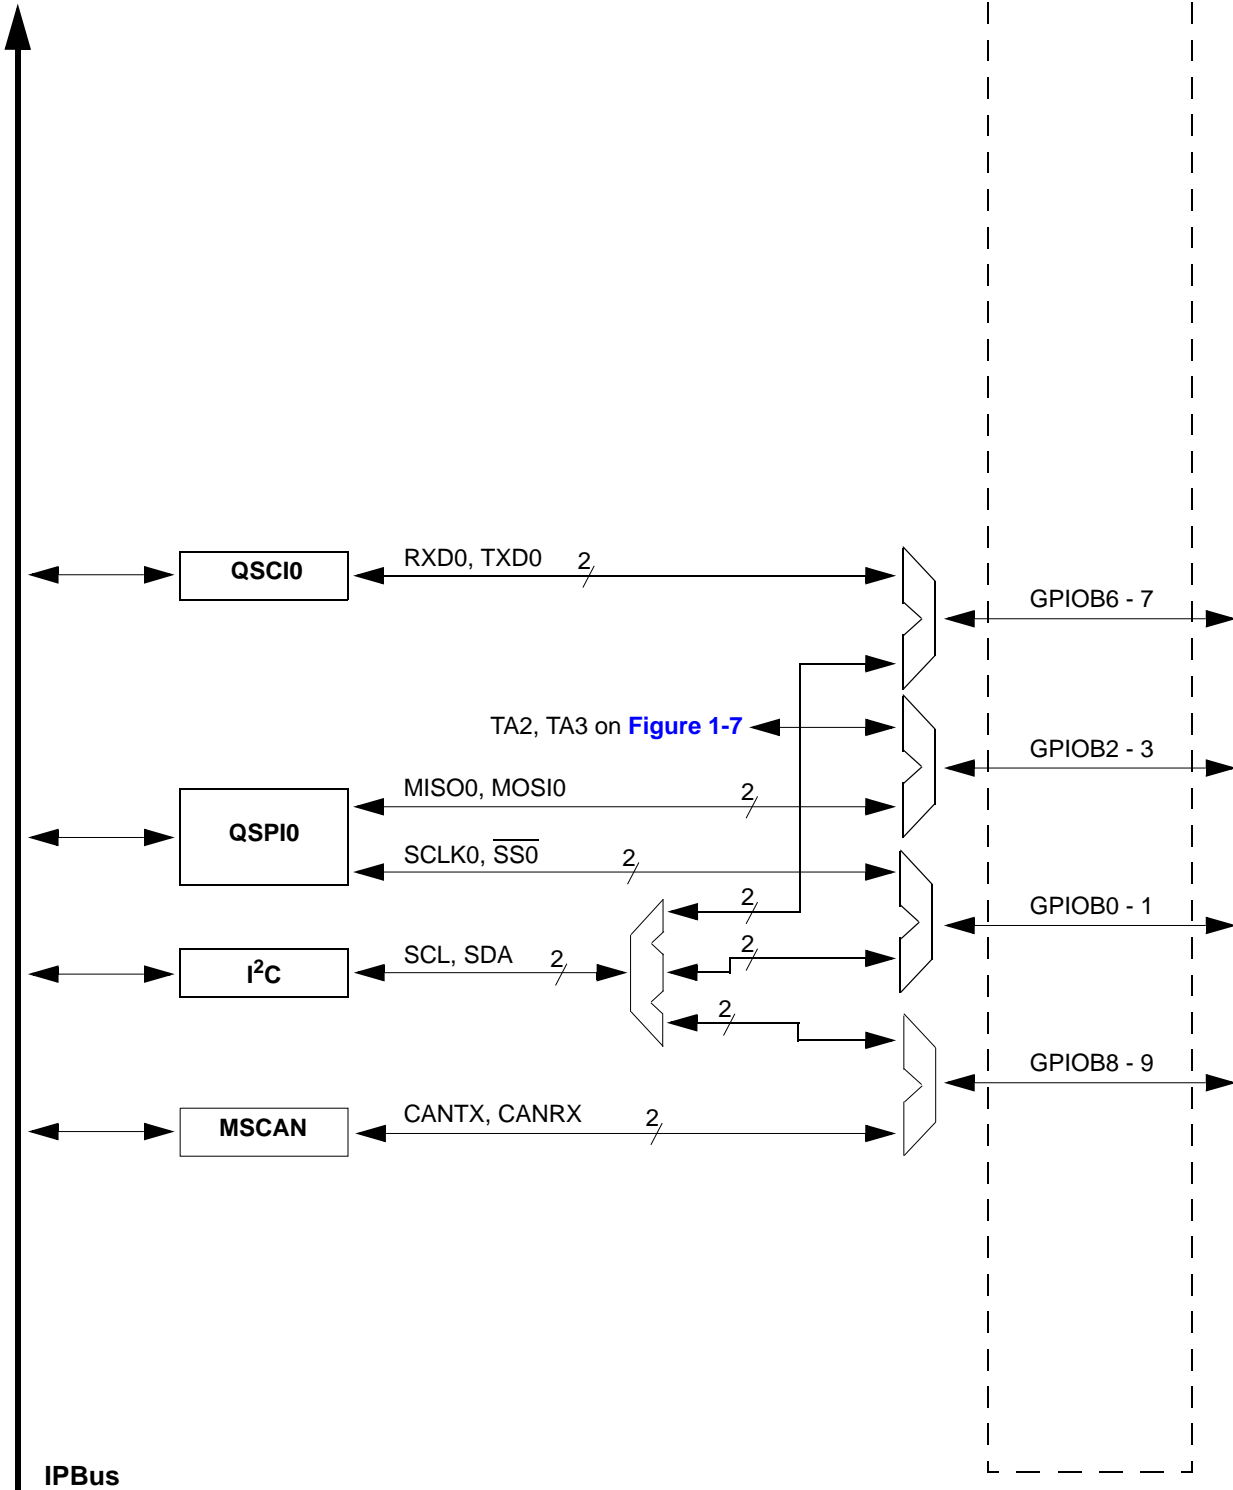 QSCI0
RXD0, TXD0
2
GPIOB6 - 7
TA2, TA3 on Figure 1-7
GPIOB2 - 3
MISO0, MOSI0
2
QSPI0
SCLK0, S̅S̅0̅
2
2
GPIOB0 - 1
I²C
SCL, SDA
2
2
2
GPIOB8 - 9
MSCAN
CANTX, CANRX
2
IPBus